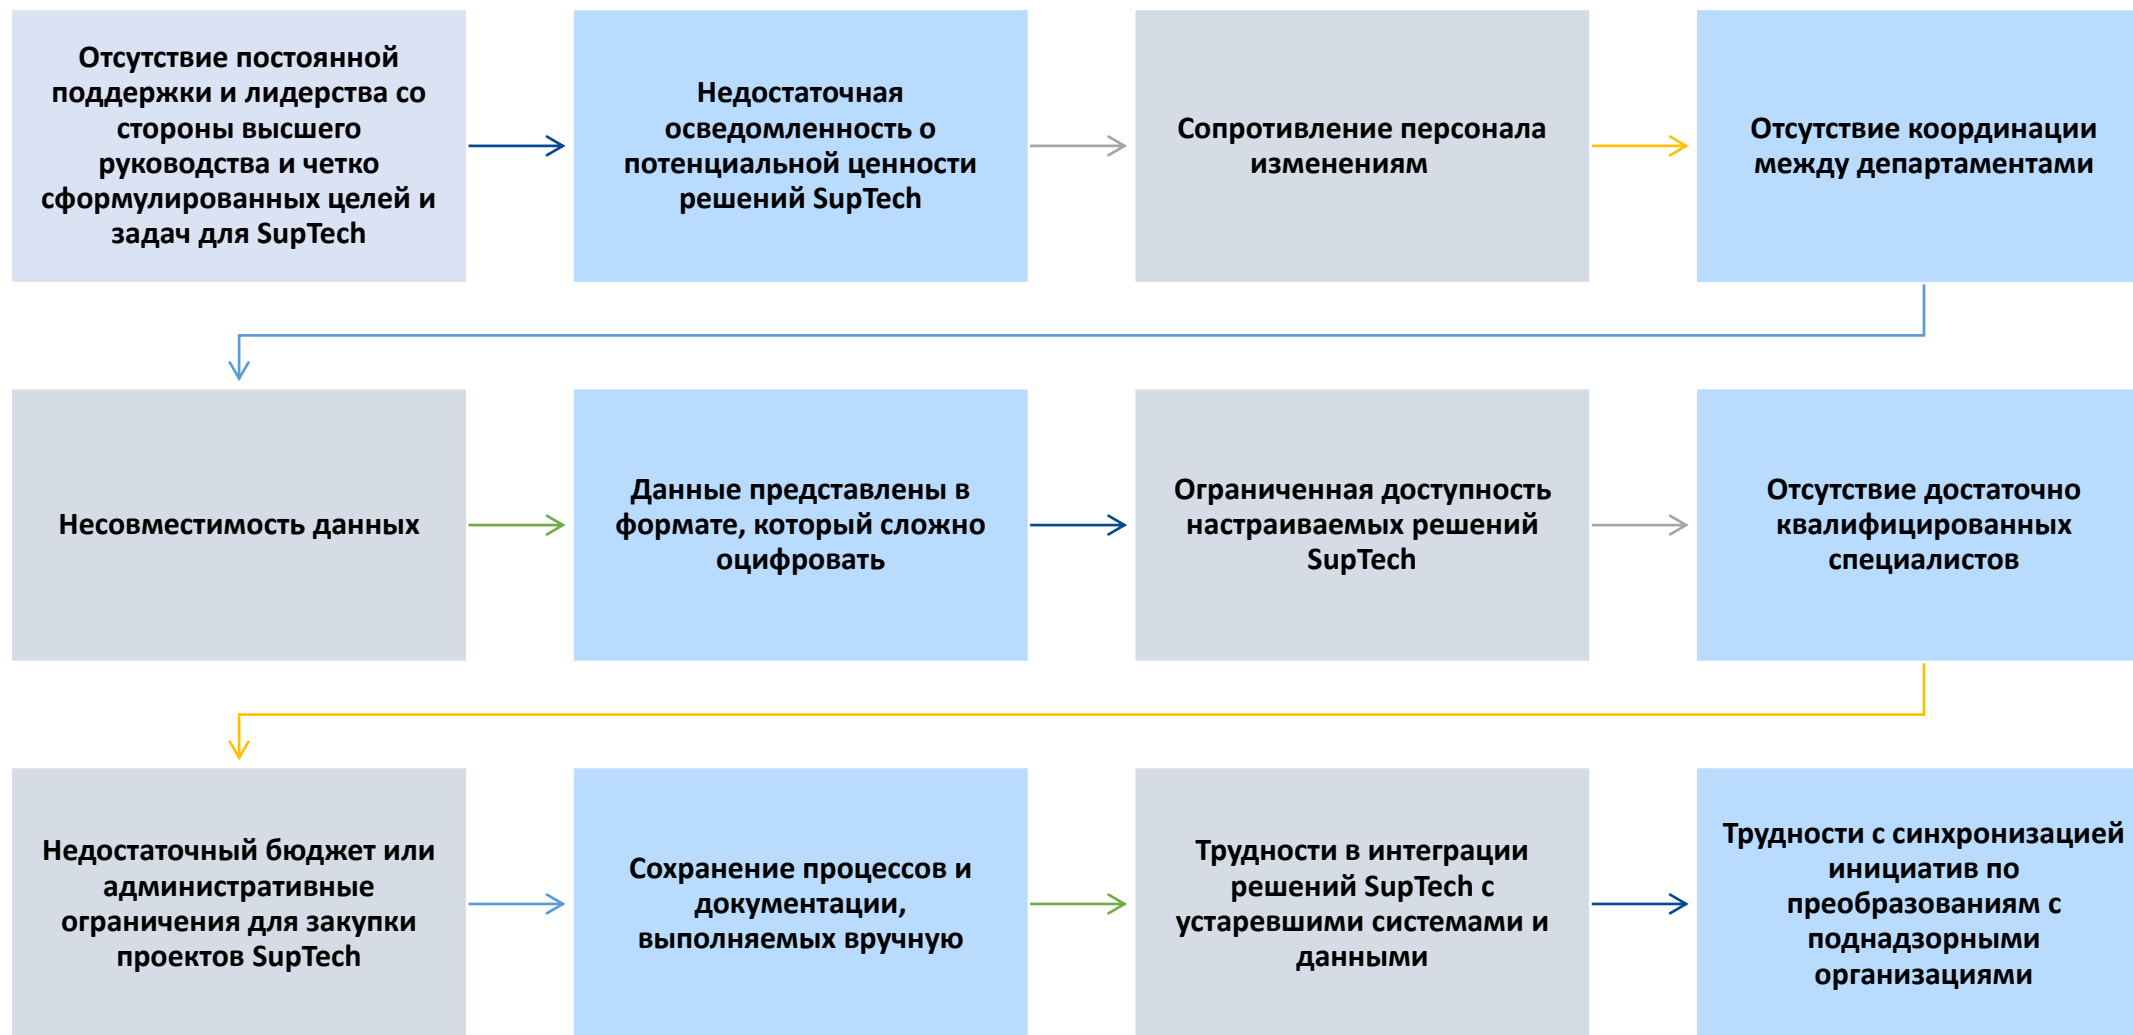 Отсутствие постоянной
поддержки и лидерства со
стороны высшего
руководства и четко
сформулированных целей и
задач для SupTech
Недостаточная
осведомленность о
потенциальной ценности
решений SupTech
Сопротивление персонала
изменениям
Отсутствие координации
между департаментами
Несовместимость данных
Данные представлены в
формате, который сложно
оцифровать
Ограниченная доступность
настраиваемых решений
SupTech
Отсутствие достаточно
квалифицированных
специалистов
Недостаточный бюджет или
административные
ограничения для закупки
проектов SupTech
Сохранение процессов и
документации,
выполняемых вручную
Трудности в интеграции
решений SupTech с
устаревшими системами и
данными
Трудности с синхронизацией
инициатив по
преобразованиям с
поднадзорными
организациями